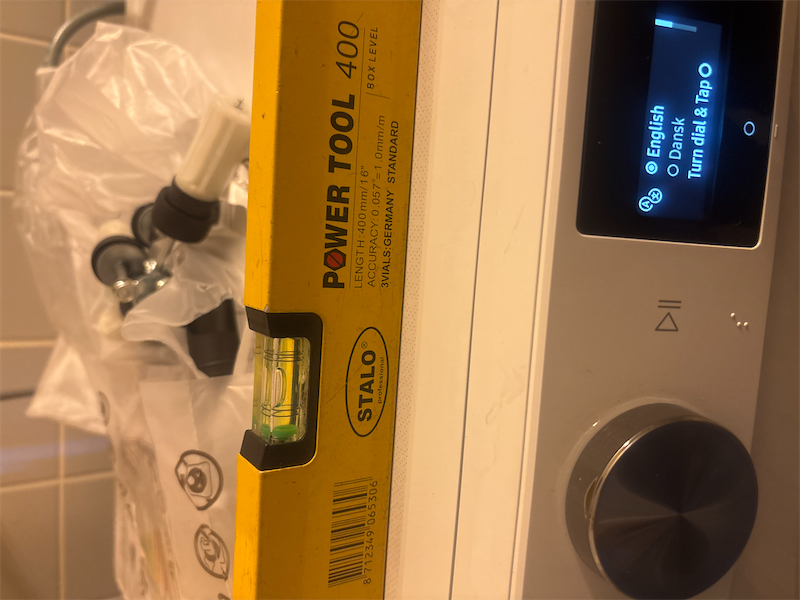 8 712349 065306
STALO®
professional
POWER TOOL 400
LENGTH:400mm/16"
ACCURACY:0.057°=1.0mm/m
3VIALS:GERMANY STANDARD
BOX LEVEL
English
Dansk
Turn dial & Tap